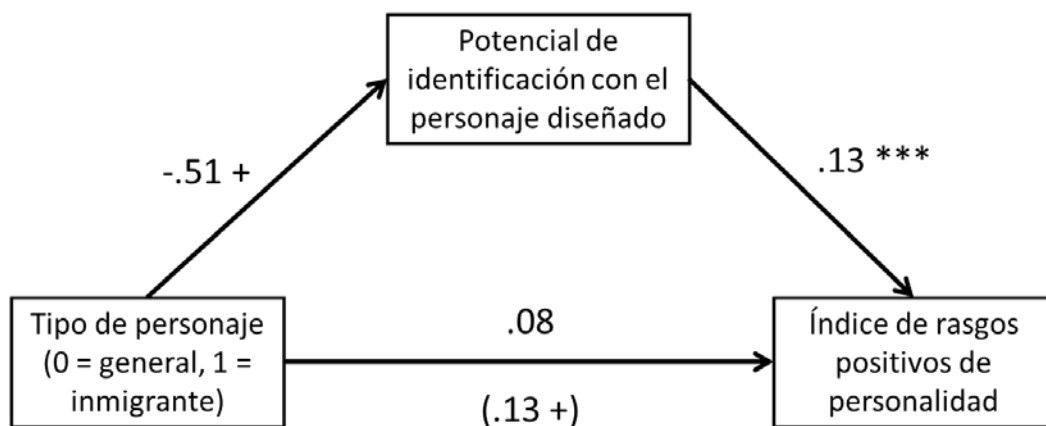 Potencial de
identificación con el
personaje diseñado
-.51 +
.13 ***
Tipo de personaje
(0 = general, 1 =
inmigrante)
.08
(.13 +)
Índice de rasgos
positivos de
personalidad